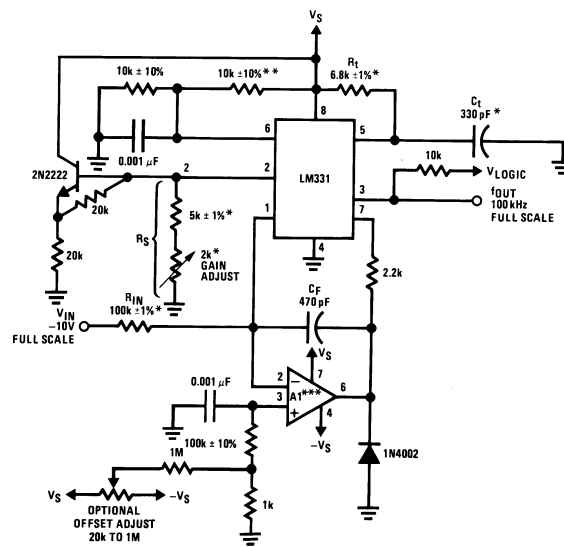 VS
10k ±10%
10k ±10%**
Rt
6.8k ±1%*
Ct
330 pF*
0.001 μF
6
8
5
2N2222
2
2
LM331
10k
VLOGIC
3
fOUT
100 kHz
FULL SCALE
20k
1
7
4
5k ±1%*
RS
2k*
GAIN
ADJUST
20k
2.2k
VIN
−10V
FULL SCALE
RIN
100k ±1%*
CF
470 pF
VS
2
7
6
A1***
3
4
−VS
0.001 μF
100k ±10%
1N4002
1M
VS
−VS
1k
OPTIONAL
OFFSET ADJUST
20k TO 1M